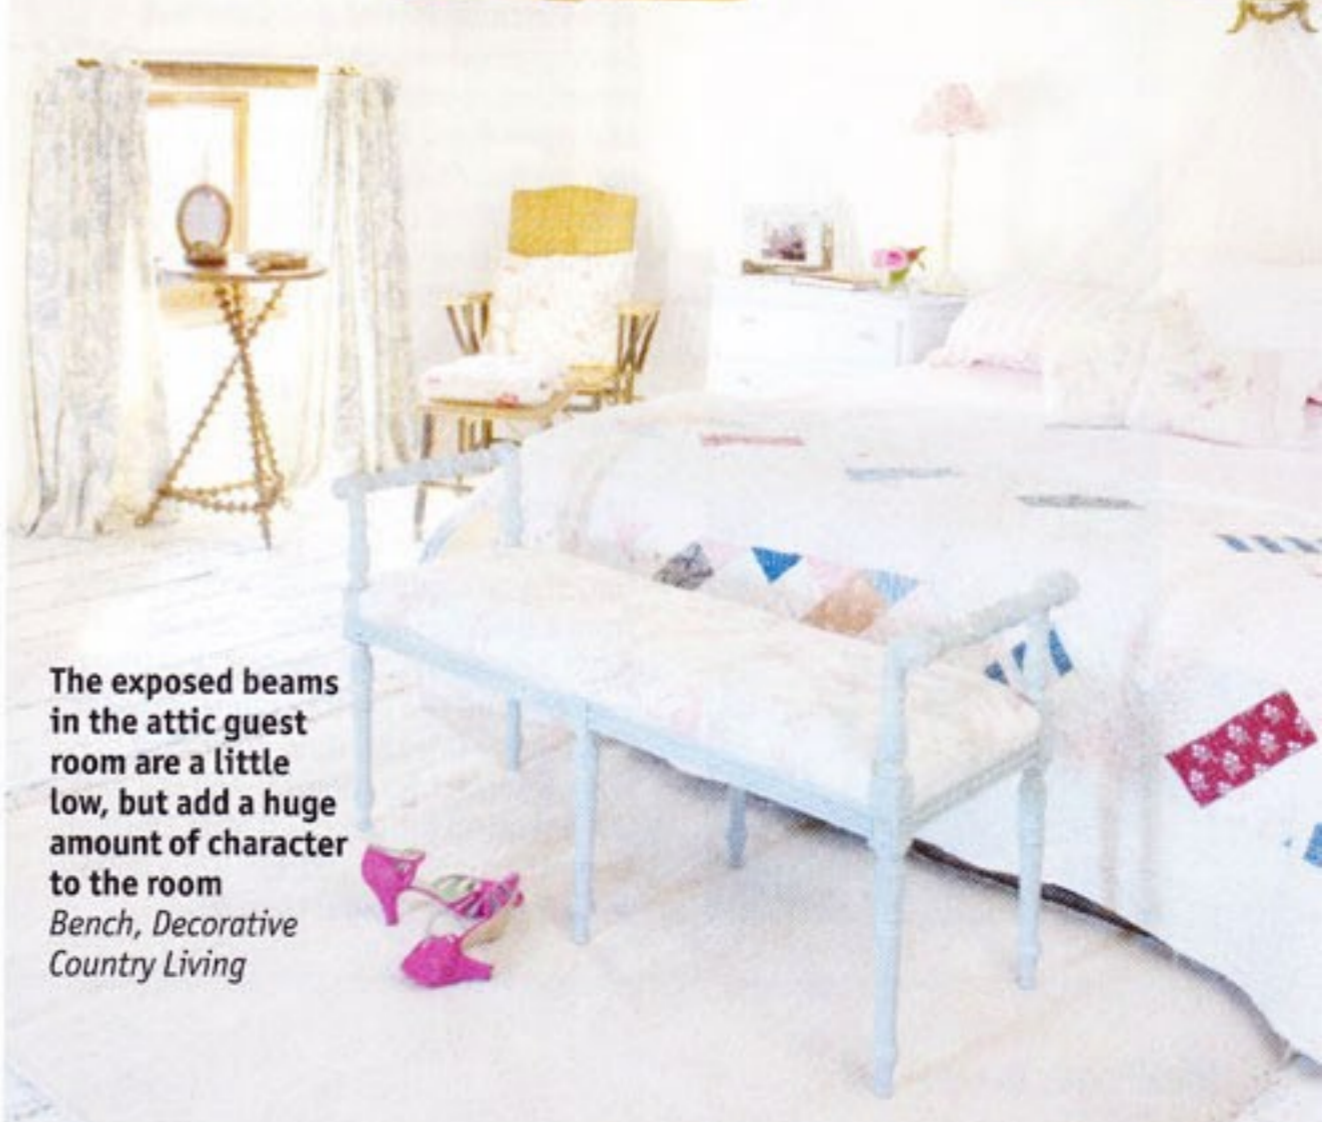 The exposed beams
in the attic guest
room are a little
low, but add a huge
amount of character
to the room
Bench, Decorative
Country Living